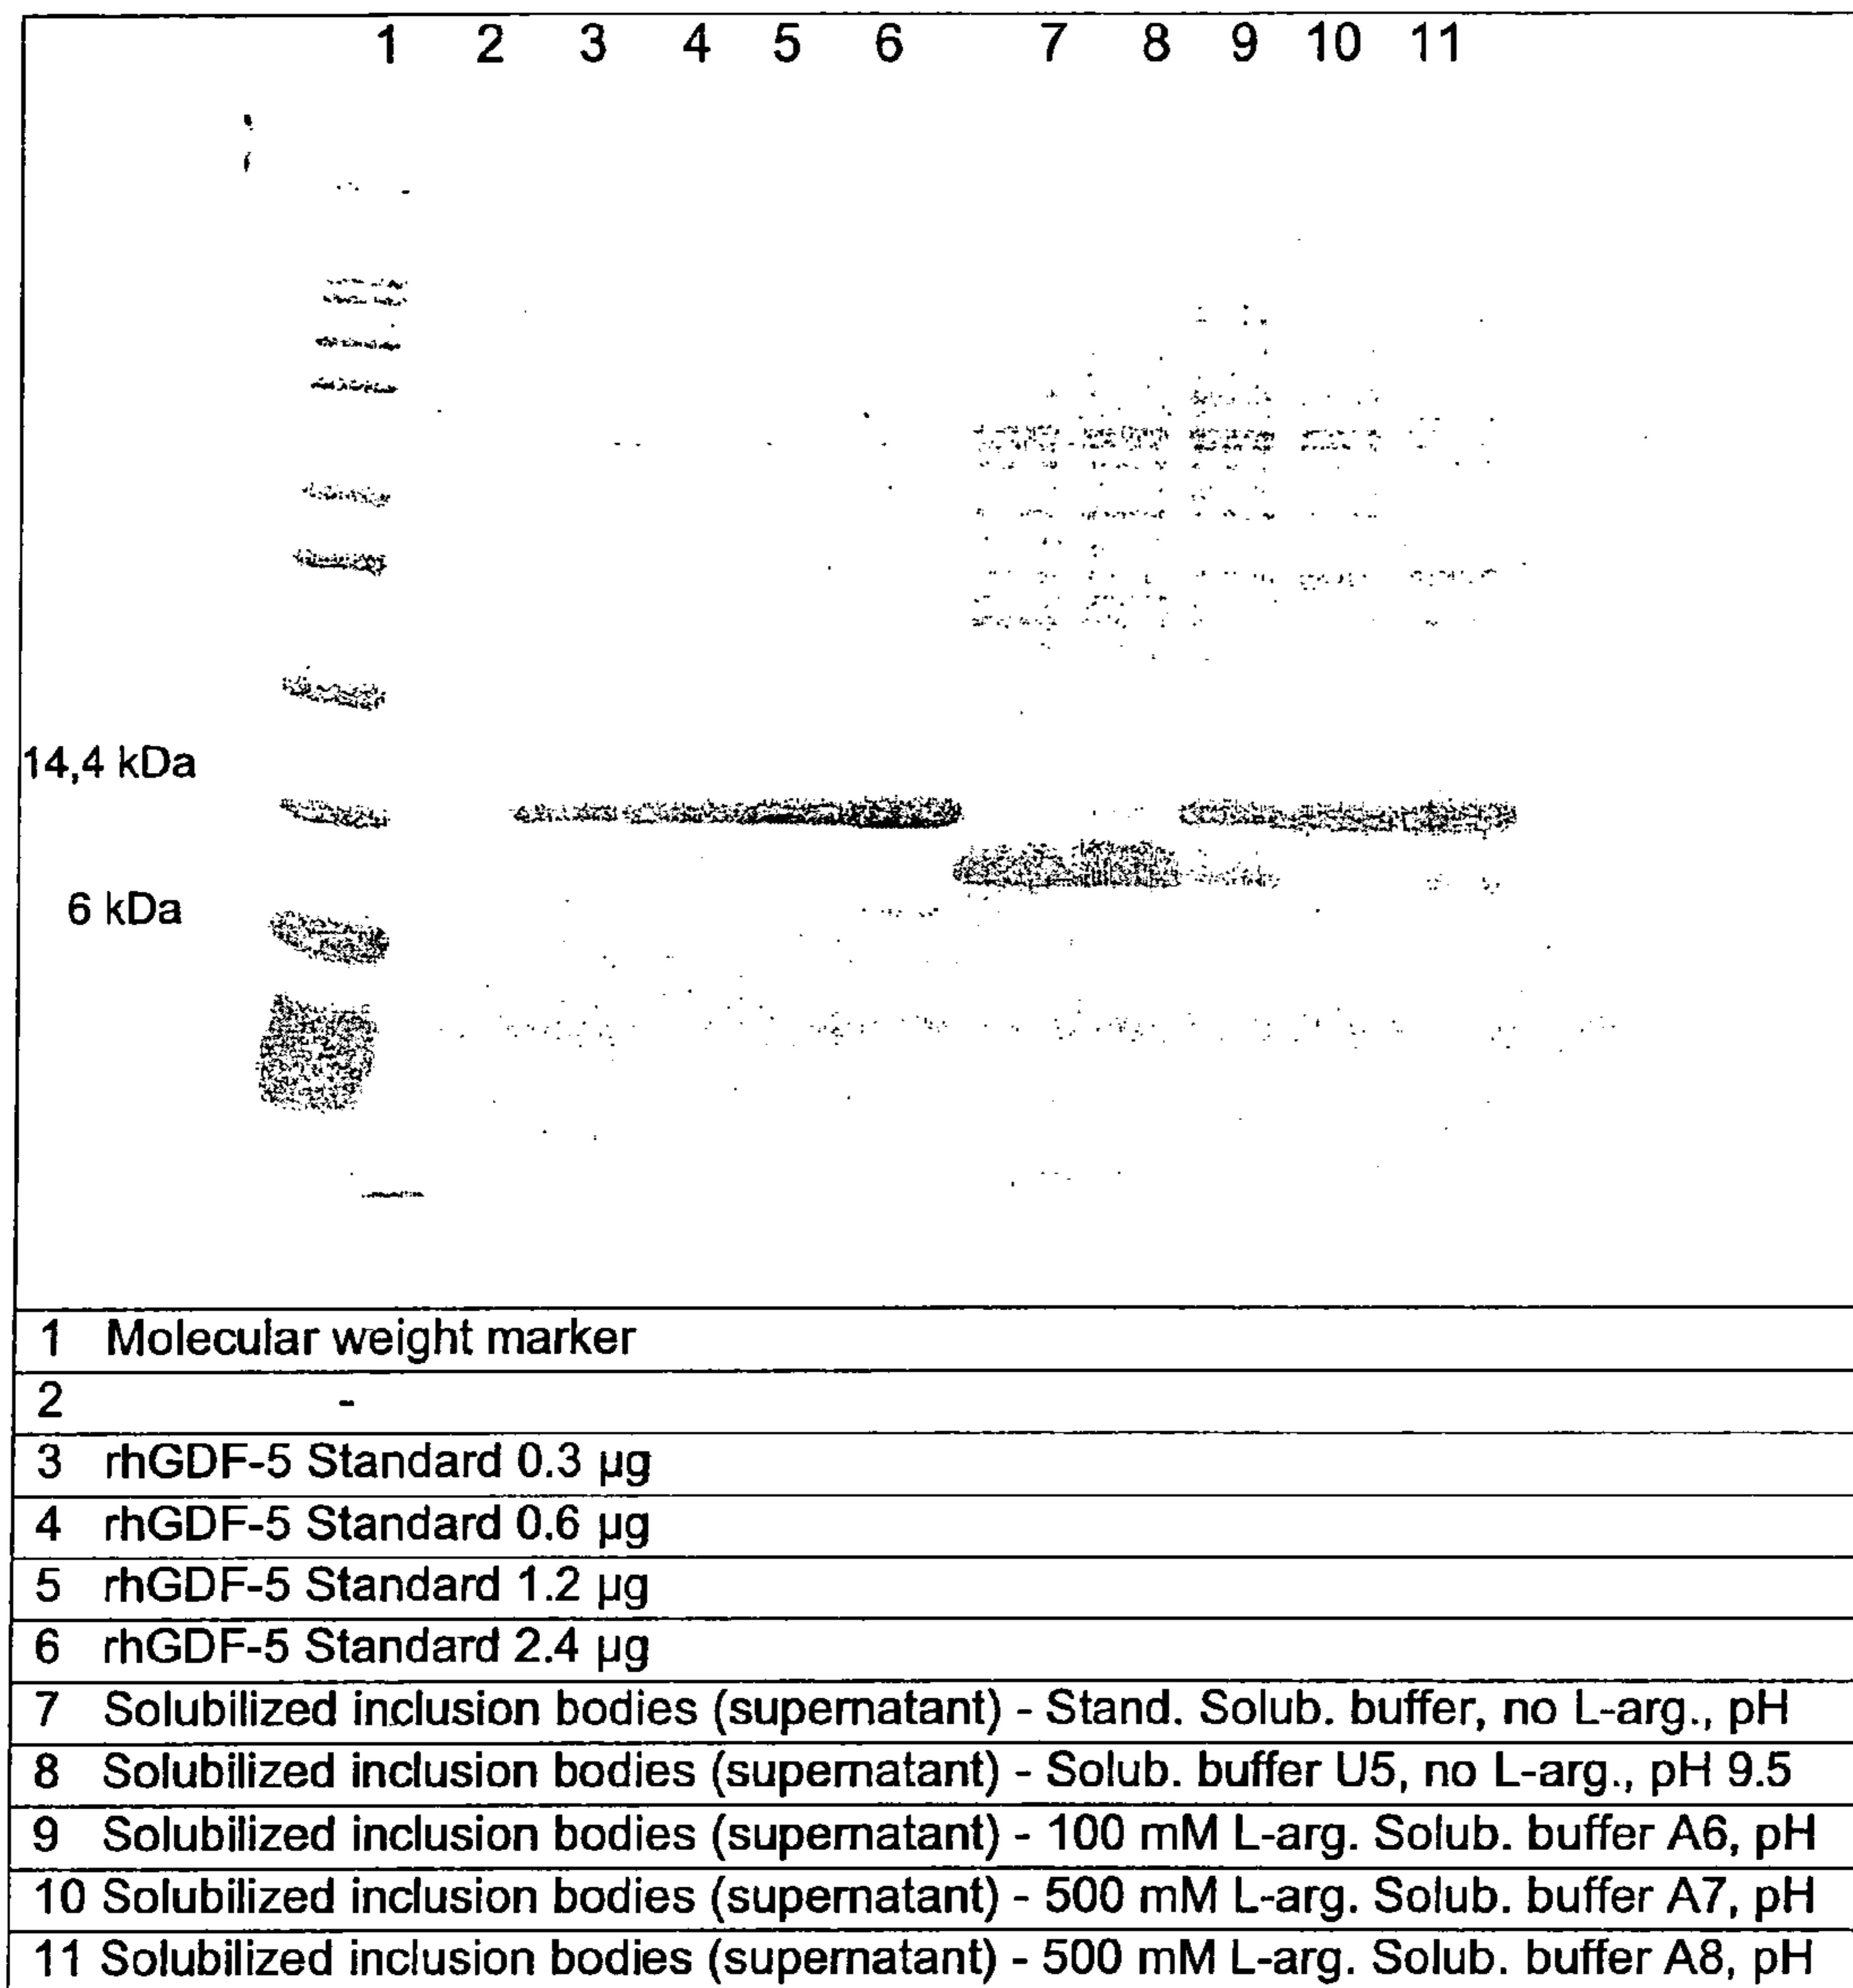 1 2 3 4 5 6 7 8 9 10 11
14,4 kDa
6 kDa
1 Molecular weight marker
2 -
3 rhGDF-5 Standard 0.3 µg
4 rhGDF-5 Standard 0.6 µg
5 rhGDF-5 Standard 1.2 µg
6 rhGDF-5 Standard 2.4 µg
7 Solubilized inclusion bodies (supernatant) - Stand. Solub. buffer, no L-arg., pH
8 Solubilized inclusion bodies (supernatant) - Solub. buffer U5, no L-arg., pH 9.5
9 Solubilized inclusion bodies (supernatant) - 100 mM L-arg. Solub. buffer A6, pH
10 Solubilized inclusion bodies (supernatant) - 500 mM L-arg. Solub. buffer A7, pH
11 Solubilized inclusion bodies (supernatant) - 500 mM L-arg. Solub. buffer A8, pH